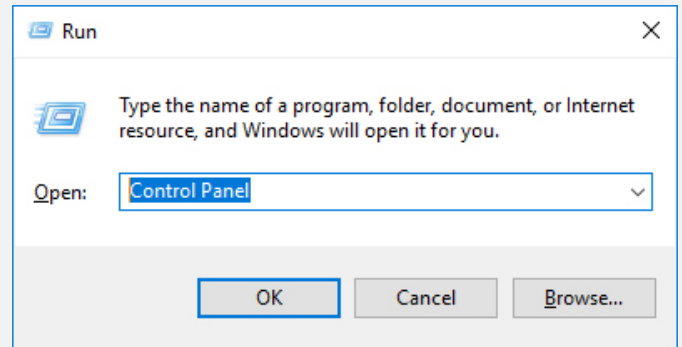 Run
Type the name of a program, folder, document, or Internet
resource, and Windows will open it for you.
Open: Control Panel
OK Cancel Browse...